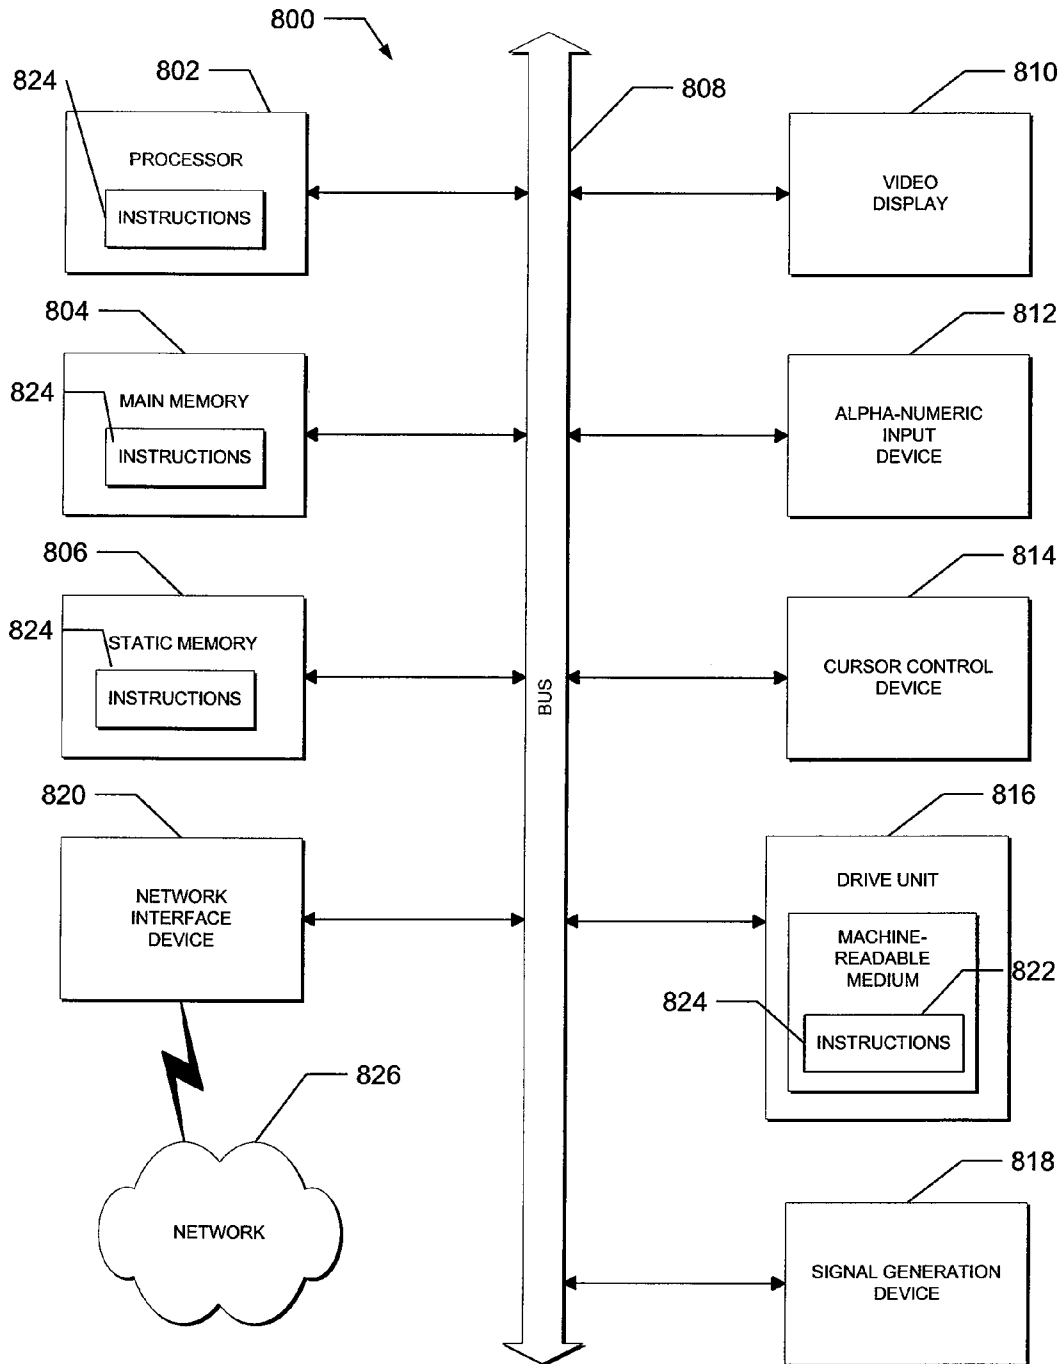 800
802
824
PROCESSOR
INSTRUCTIONS
804
824
MAIN MEMORY
INSTRUCTIONS
806
824
STATIC MEMORY
INSTRUCTIONS
820
NETWORK
INTERFACE
DEVICE
826
NETWORK
808
BUS
810
VIDEO
DISPLAY
812
ALPHA-NUMERIC
INPUT
DEVICE
814
CURSOR CONTROL
DEVICE
816
DRIVE UNIT
MACHINE-
READABLE
MEDIUM
822
824
INSTRUCTIONS
818
SIGNAL GENERATION
DEVICE